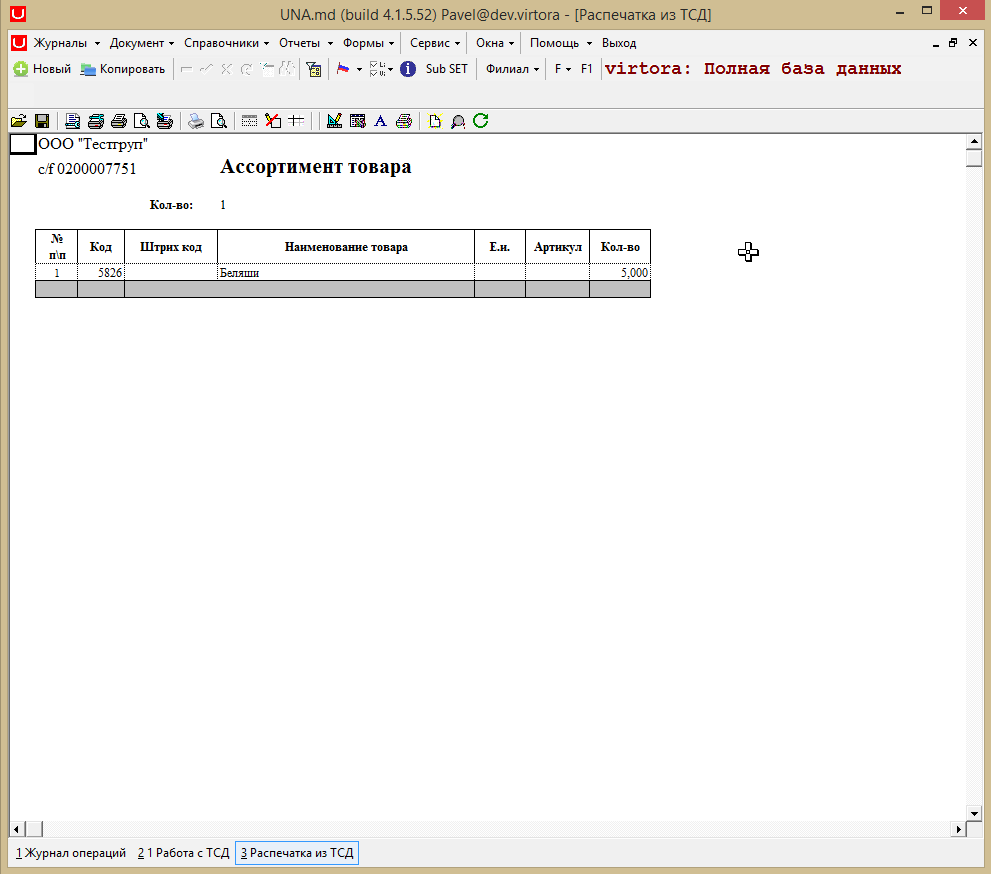 UNA.md (build 4.1.5.52) Pavel@dev.virtora - [Распечатка из ТСД]
Журналы Документ Справочники Отчеты Формы Сервис Окна Помощь Выход
Новый Копировать Sub SET Филиал F F1 virtora: Полная база данных
ООО "Тестгруп"
c/f 0200007751 Ассортимент товара
Кол-во: 1
№ п\п Код Штрих код Наименование товара Е.и. Артикул Кол-во
1 5826 Беляши 5,000
1 Журнал операций 2 1 Работа с ТСД 3 Распечатка из ТСД